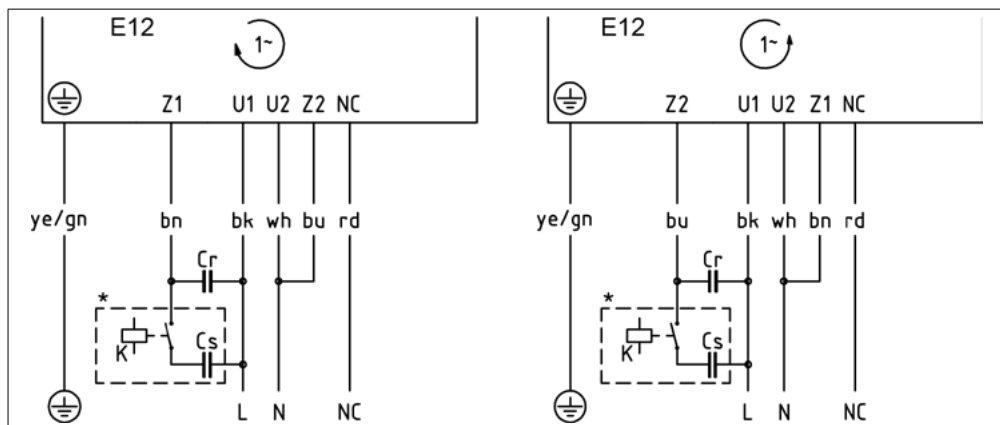 E12 E12
1~ 1~
Z1 U1 U2 Z2 NC Z2 U1 U2 Z1 NC
ye/gn bn bk wh bu rd ye/gn bu bk wh bn rd
Cr Cr
* *
K Cs K Cs
L N NC L N NC